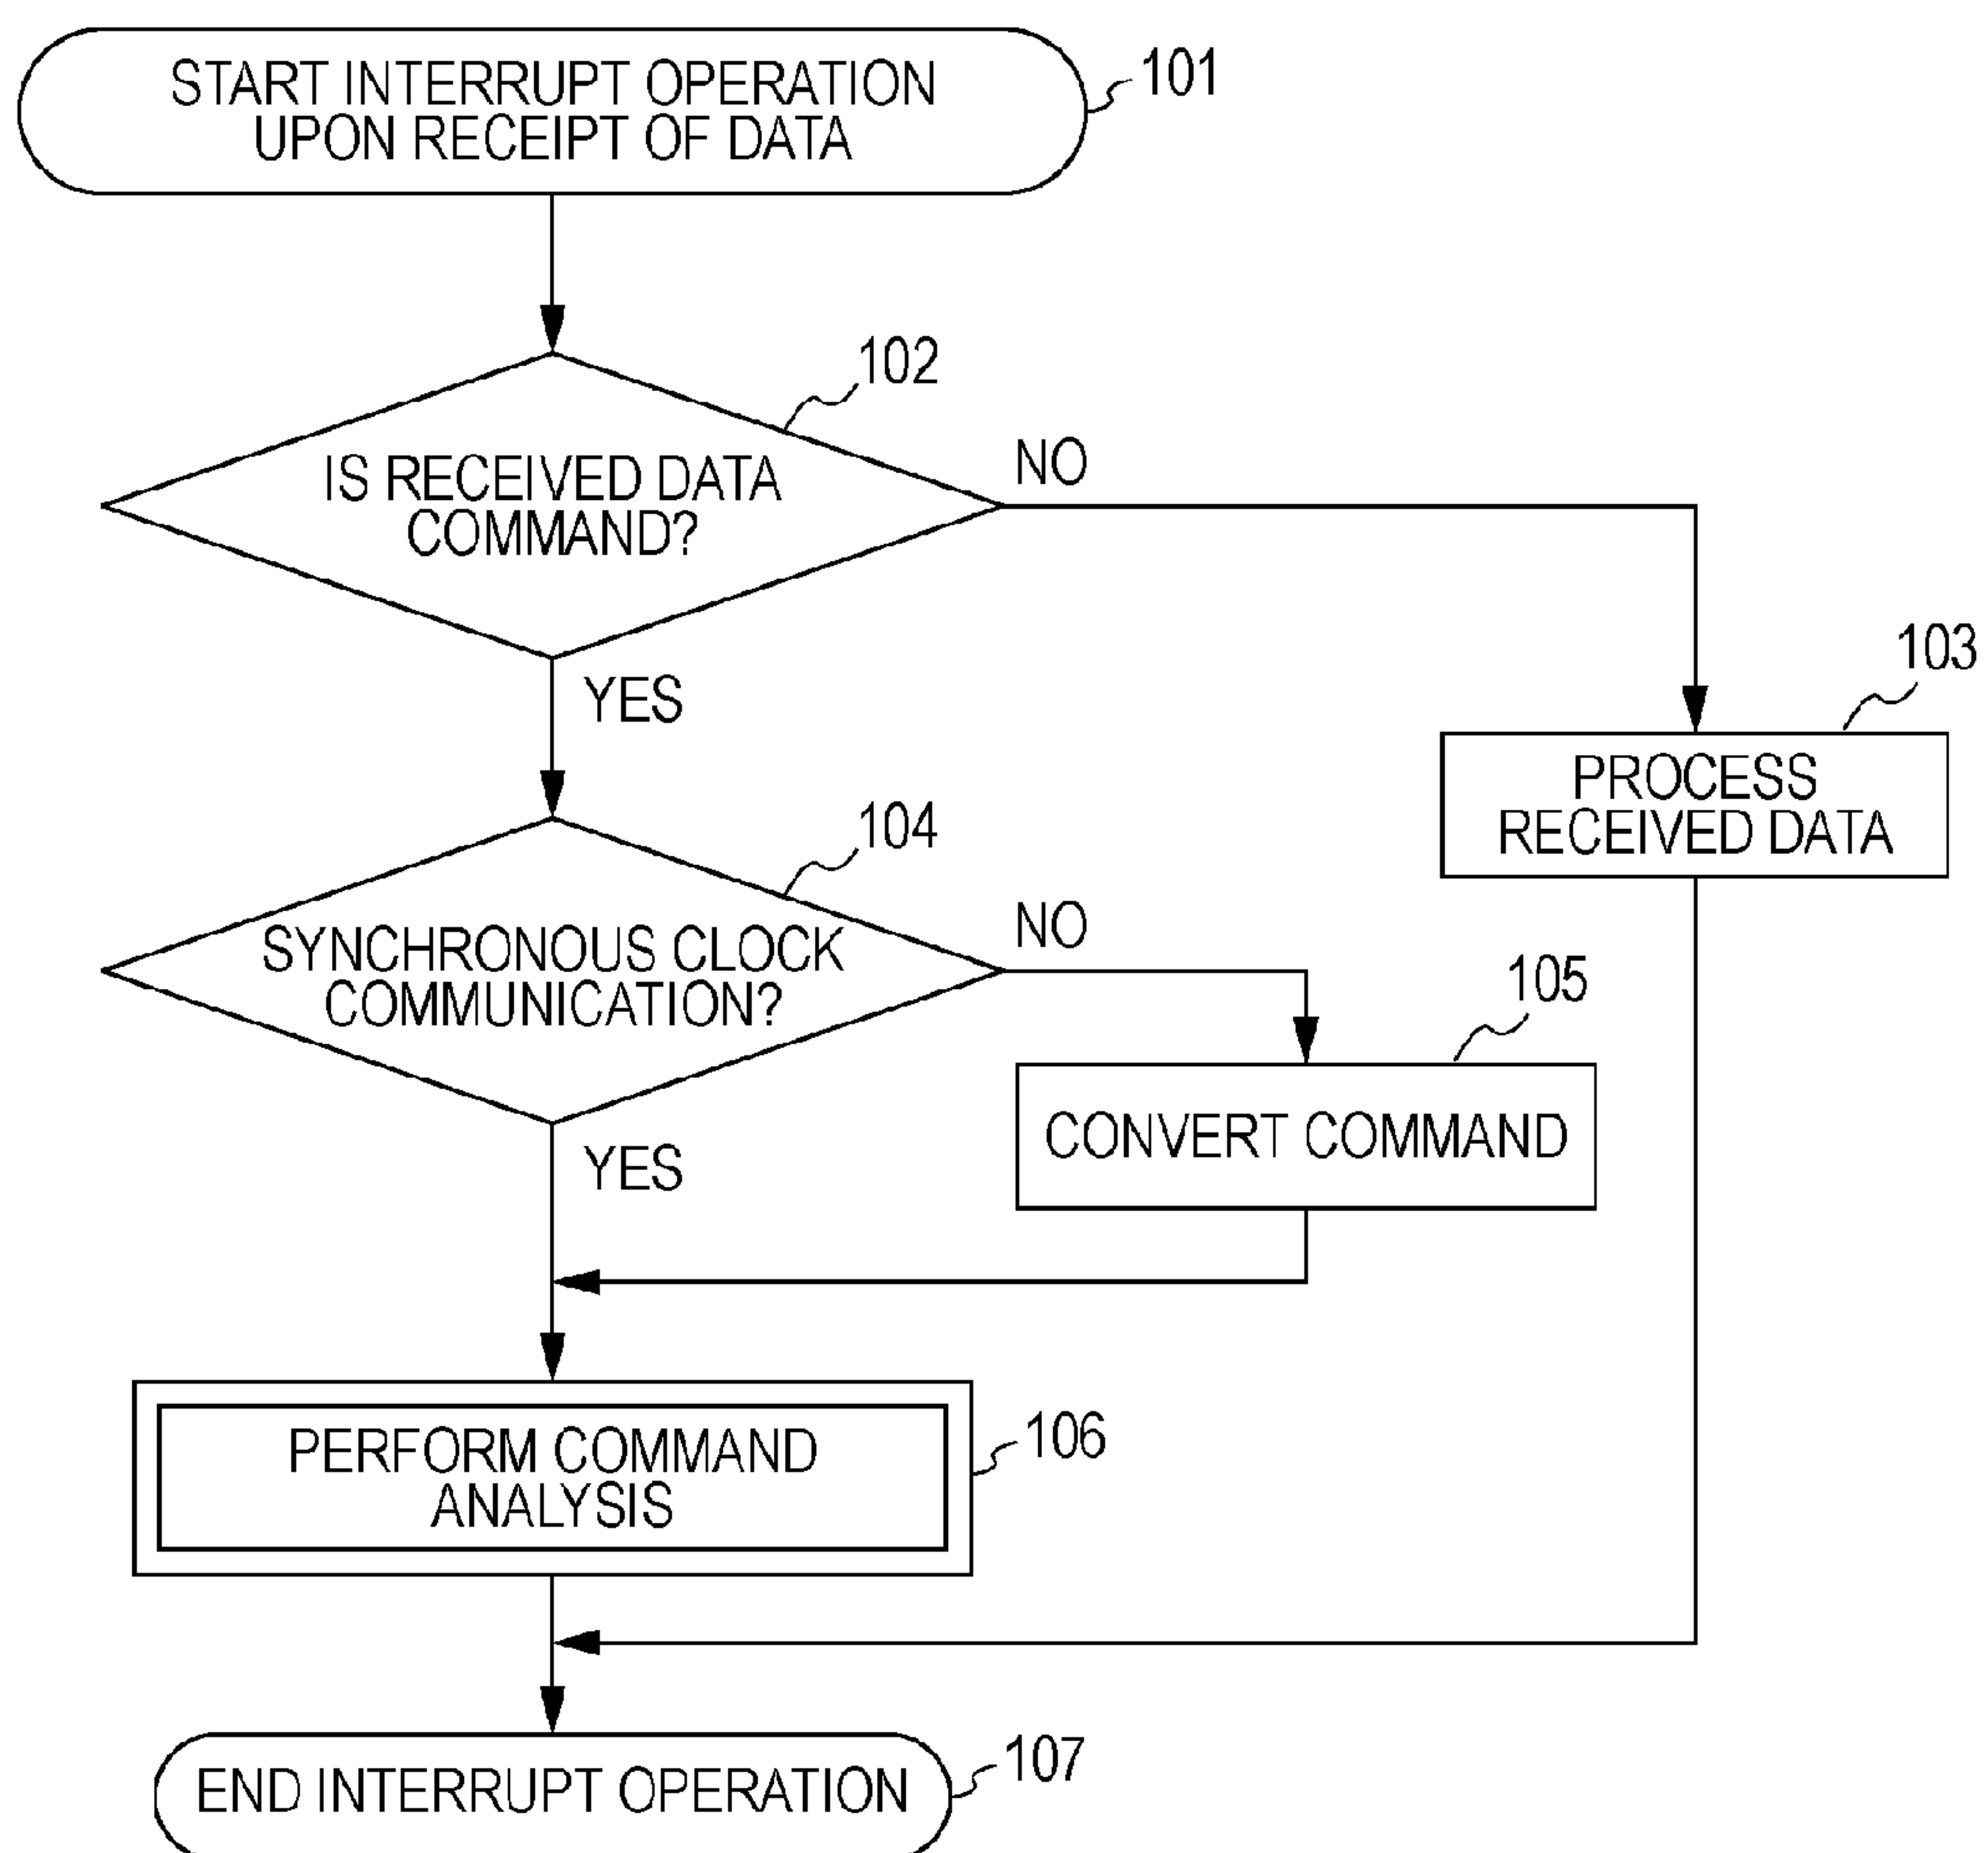 START INTERRUPT OPERATION
UPON RECEIPT OF DATA
101
102
IS RECEIVED DATA
COMMAND?
NO
YES
103
PROCESS
RECEIVED DATA
104
SYNCHRONOUS CLOCK
COMMUNICATION?
NO
YES
105
CONVERT COMMAND
PERFORM COMMAND
ANALYSIS
106
END INTERRUPT OPERATION
107